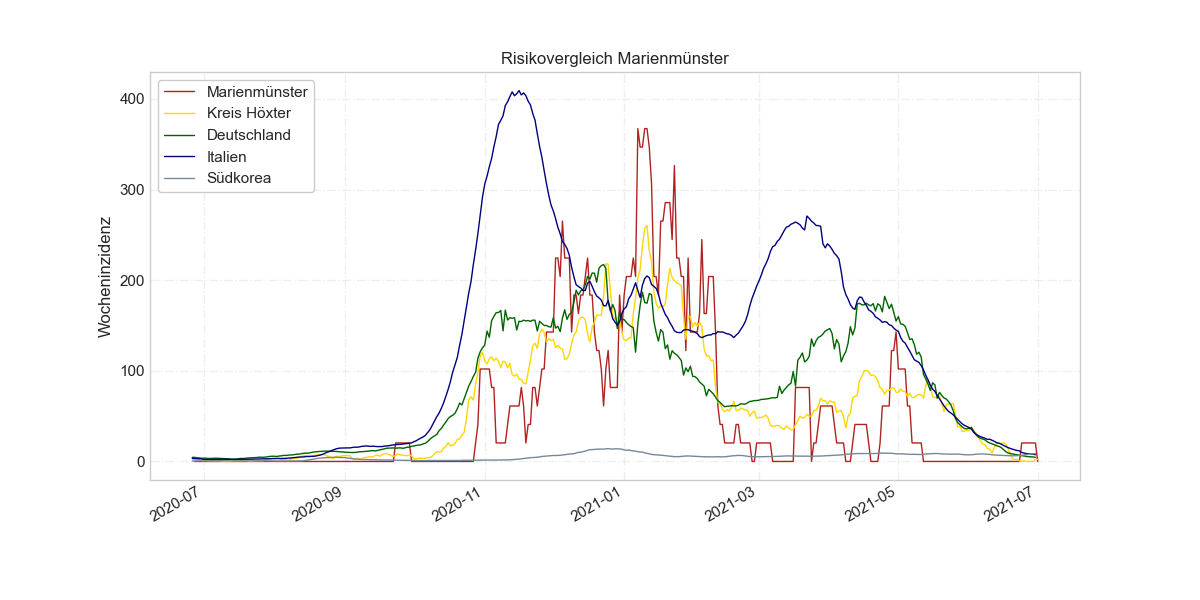 Risikovergleich Marienmünster
Marienmünster
Kreis Höxter
Deutschland
Italien
Südkorea
Wocheninzidenz
400
300
200
100
0
2020-07
2020-09
2020-11
2021-01
2021-03
2021-05
2021-07